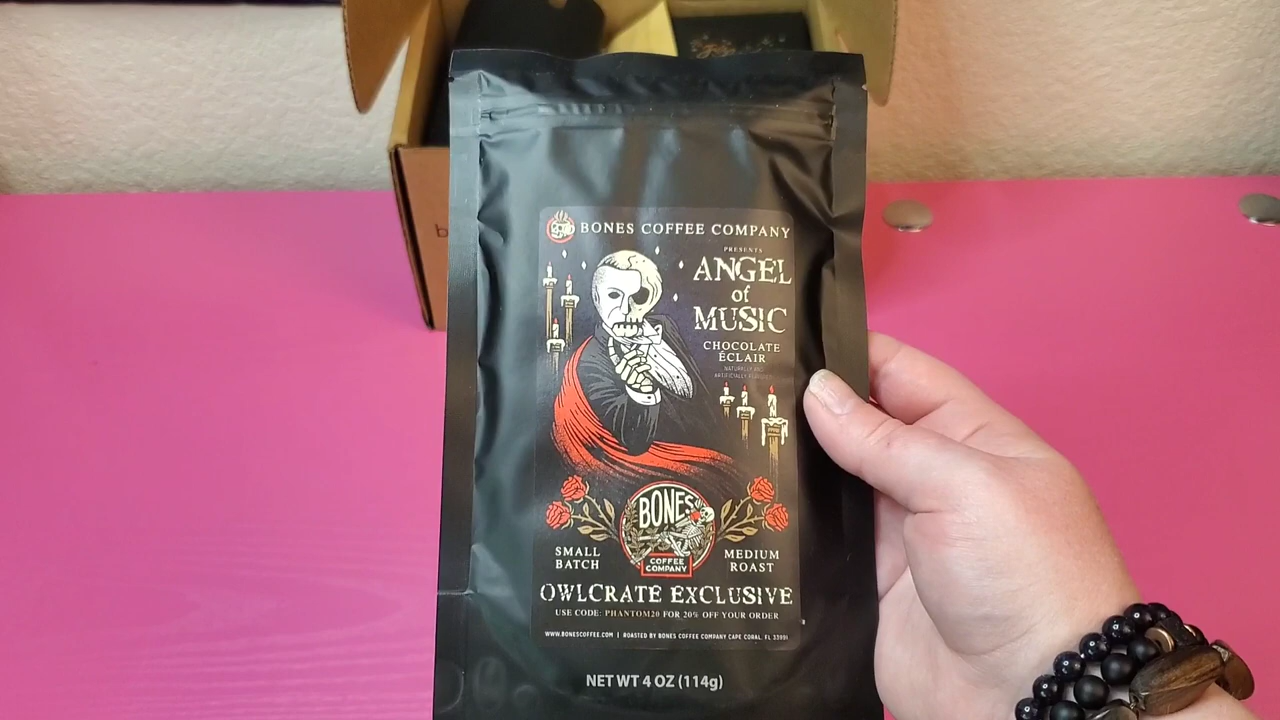 BONES COFFEE COMPANY
PRESENTS
ANGEL
of
MUSIC
CHOCOLATE
ÉCLAIR
NATURALLY AND
ARTIFICIALLY FLAVORED
BONES
COFFEE
COMPANY
SMALL
BATCH
MEDIUM
ROAST
OWLCRATE EXCLUSIVE
USE CODE: PHANTOM20 FOR 20% OFF YOUR ORDER
WWW.BONESCOFFEE.COM | ROASTED BY BONES COFFEE COMPANY CAPE CORAL, FL 33991
NET WT 4 OZ (114g)